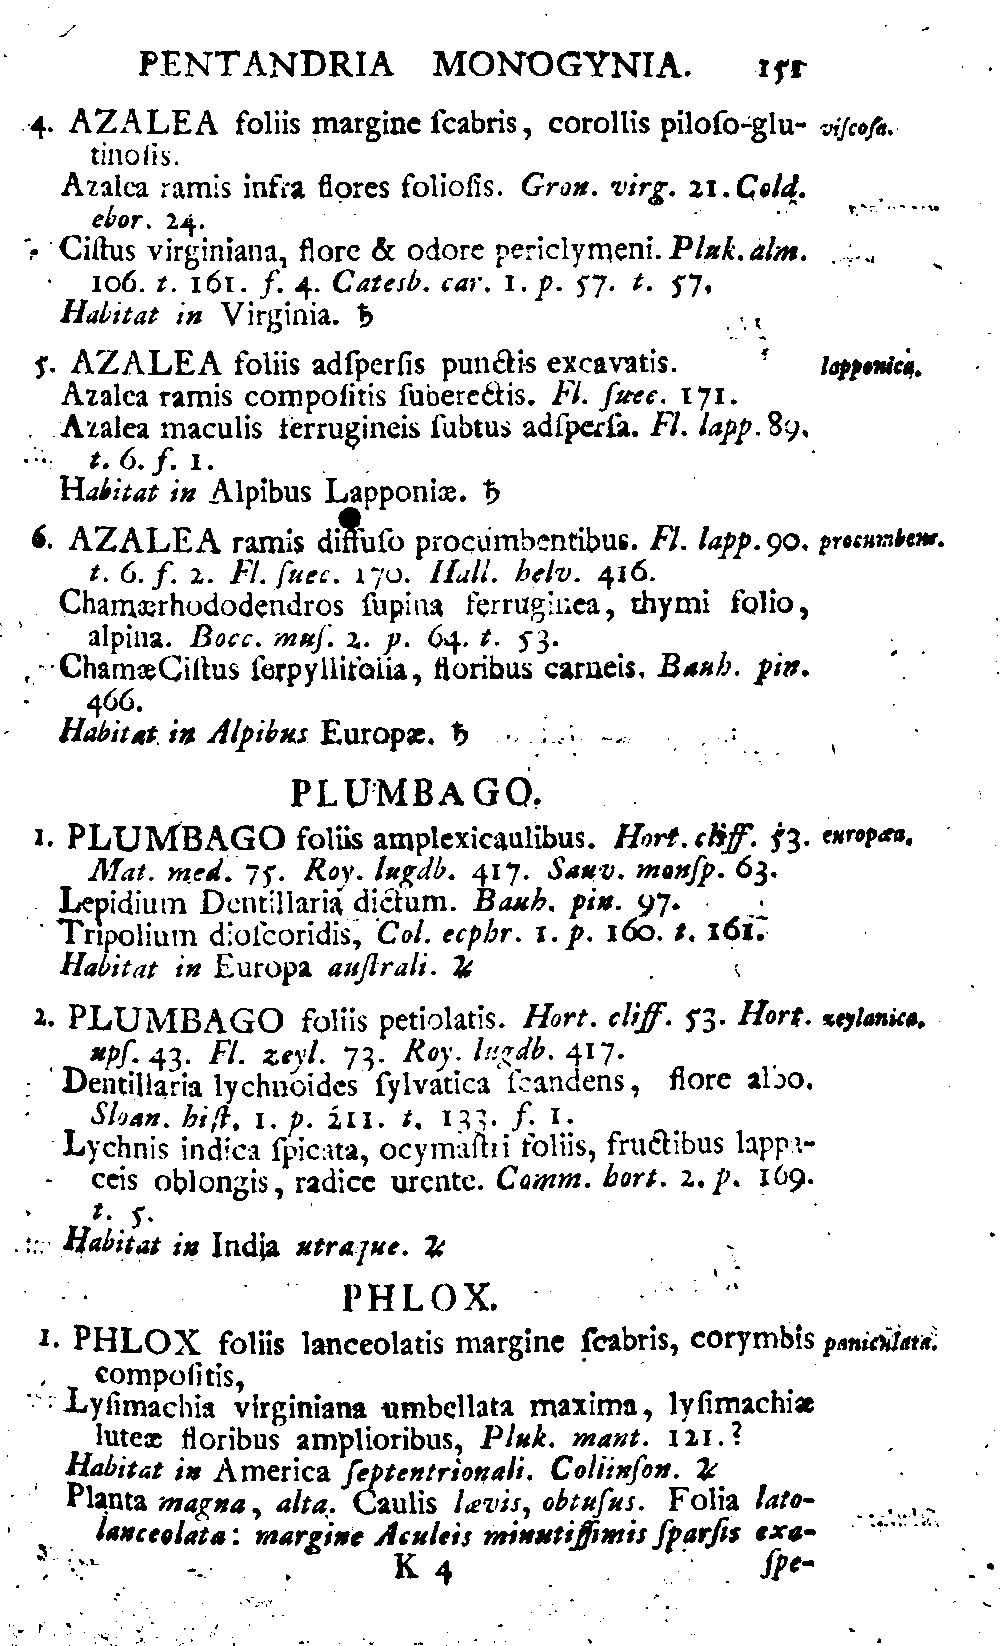 PENTANDRIA MONOGYNIA. 151
4. AZALEA foliis margine ſcabris, corollis piloſo-glu- viſcoſa.
tinoſis.
Azalea ramis infra flores folioſis. Gron. virg. 21. Cold.
ebor. 24.
Ciſtus virginiana, flore & odore periclymeni. Pluk. alm.
106. t. 161. f. 4. Catesb. car. 1. p. 57. t. 57.
Habitat in Virginia. ♄
5. AZALEA foliis adſperſis punctis excavatis. lapponica.
Azalea ramis compoſitis ſuberectis. Fl. ſuec. 171.
Azalea maculis ferrugineis ſubtus adſperſa. Fl. lapp. 89.
t. 6. f. 1.
Habitat in Alpibus Lapponiæ. ♄
6. AZALEA ramis diffuſo procumbentibus. Fl. lapp. 90. procumbens.
t. 6. f. 2. Fl. ſuec. 170. Hall. helv. 416.
Chamærhododendros ſupina ferruginea, thymi folio,
alpina. Bocc. muſ. 2. p. 64. t. 53.
ChamæCiſtus ſerpyllifolia, floribus carneis. Bauh. pin.
466.
Habitat in Alpibus Europæ. ♄
PLUMBAGO.
1. PLUMBAGO foliis amplexicaulibus. Hort. cliff. 53. europæa.
Mat. med. 75. Roy. lugdb. 417. Sauv. monſp. 63.
Lepidium Dentillaria dictum. Bauh. pin. 97.
Tripolium dioſcoridis, Col. ecphr. 1. p. 160. t. 161.
Habitat in Europa auſtrali. ♃
2. PLUMBAGO foliis petiolatis. Hort. cliff. 53. Hort. zeylanica.
upſ. 43. Fl. zeyl. 73. Roy. lugdb. 417.
Dentillaria lychnoides ſylvatica ſcandens, flore albo.
Sloan. hiſt. 1. p. 211. t. 133. f. 1.
Lychnis indica ſpicata, ocymaſtri foliis, fructibus lappa-
ceis oblongis, radice urente. Comm. hort. 2. p. 169.
t. 5.
Habitat in India utraque. ♃
PHLOX.
1. PHLOX foliis lanceolatis margine ſcabris, corymbis paniculata.
compoſitis,
Lyſimachia virginiana umbellata maxima, lyſimachiæ
luteæ floribus amplioribus, Pluk. mant. 121.?
Habitat in America ſeptentrionali. Collinſon. ♃
Planta magna, alta. Caulis lævis, obtuſus. Folia lato-
lanceolata: margine Aculeis minutiſſimis ſparſis exa-
K 4 ſpe-